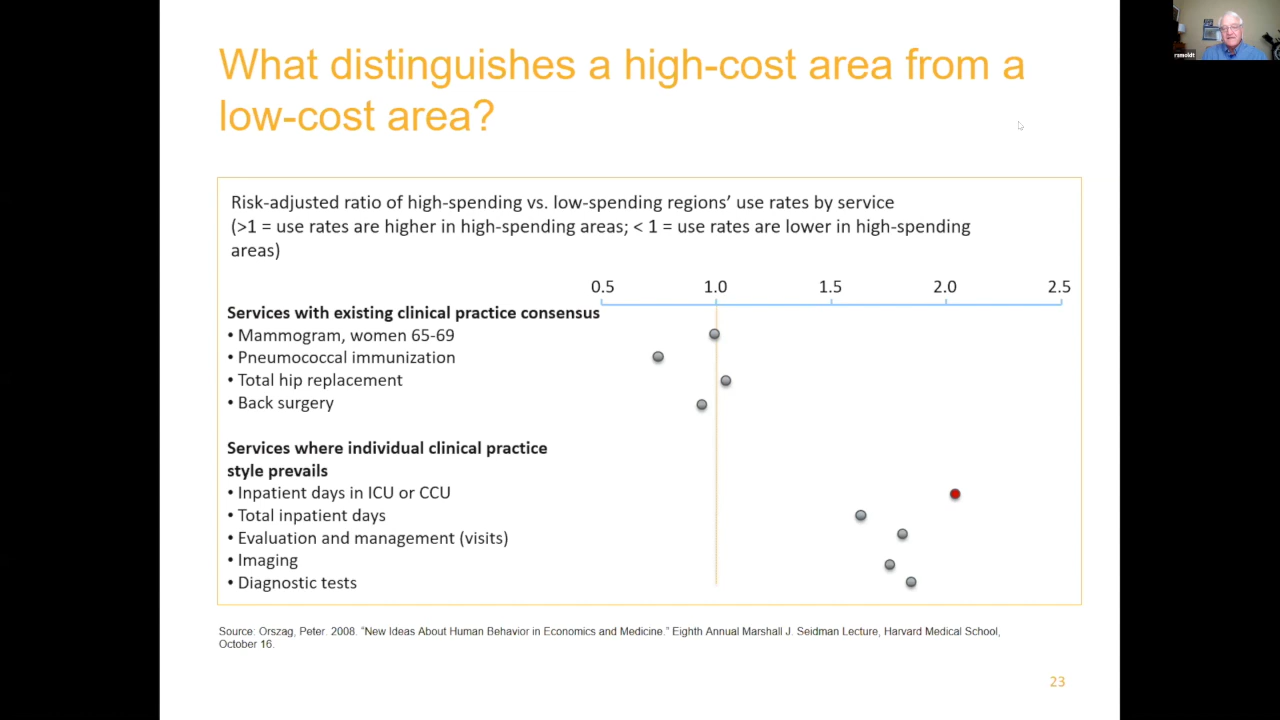 What distinguishes a high-cost area from a
low-cost area?
ramoldt
Risk-adjusted ratio of high-spending vs. low-spending regions’ use rates by service
(>1 = use rates are higher in high-spending areas; < 1 = use rates are lower in high-spending
areas)
0.5 1.0 1.5 2.0 2.5
Services with existing clinical practice consensus
• Mammogram, women 65-69
• Pneumococcal immunization
• Total hip replacement
• Back surgery
Services where individual clinical practice
style prevails
• Inpatient days in ICU or CCU
• Total inpatient days
• Evaluation and management (visits)
• Imaging
• Diagnostic tests
Source: Orszag, Peter. 2008. “New Ideas About Human Behavior in Economics and Medicine.” Eighth Annual Marshall J. Seidman Lecture, Harvard Medical School,
October 16.
23